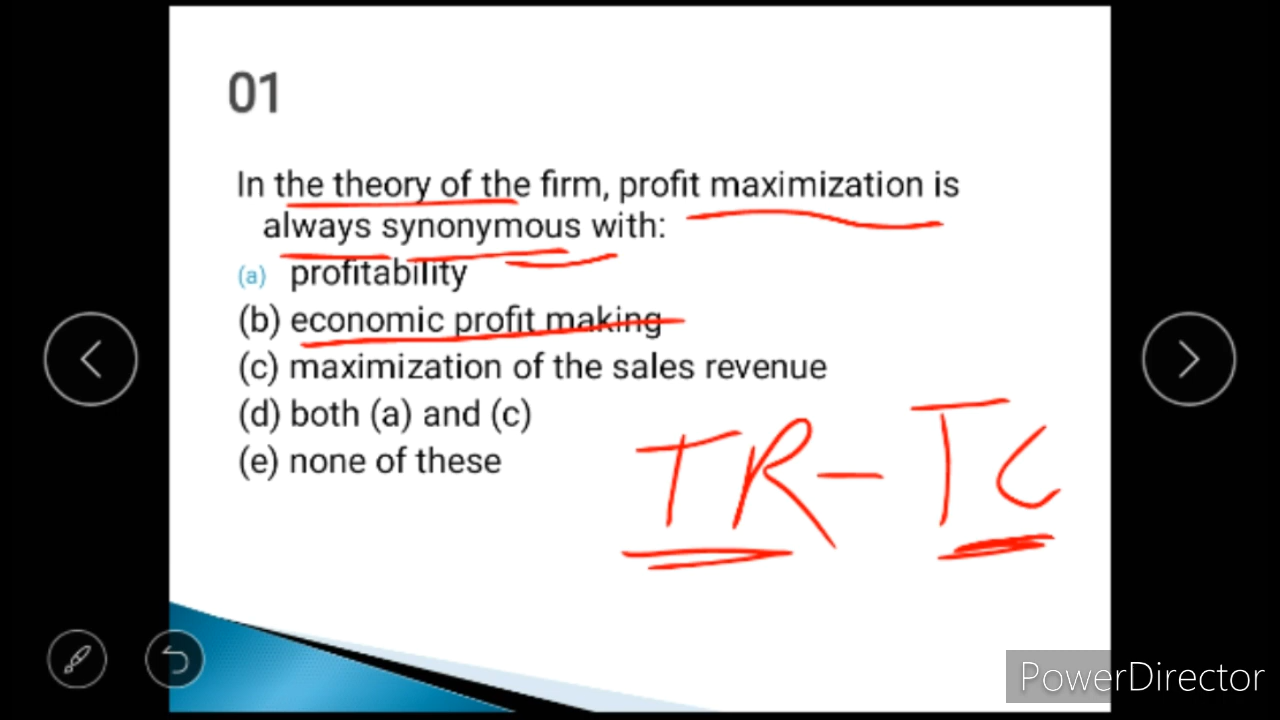 01
In the theory of the firm, profit maximization is
always synonymous with:
(a) profitability
(b) economic profit making
(c) maximization of the sales revenue
(d) both (a) and (c)
(e) none of these
TR-TC
PowerDirector